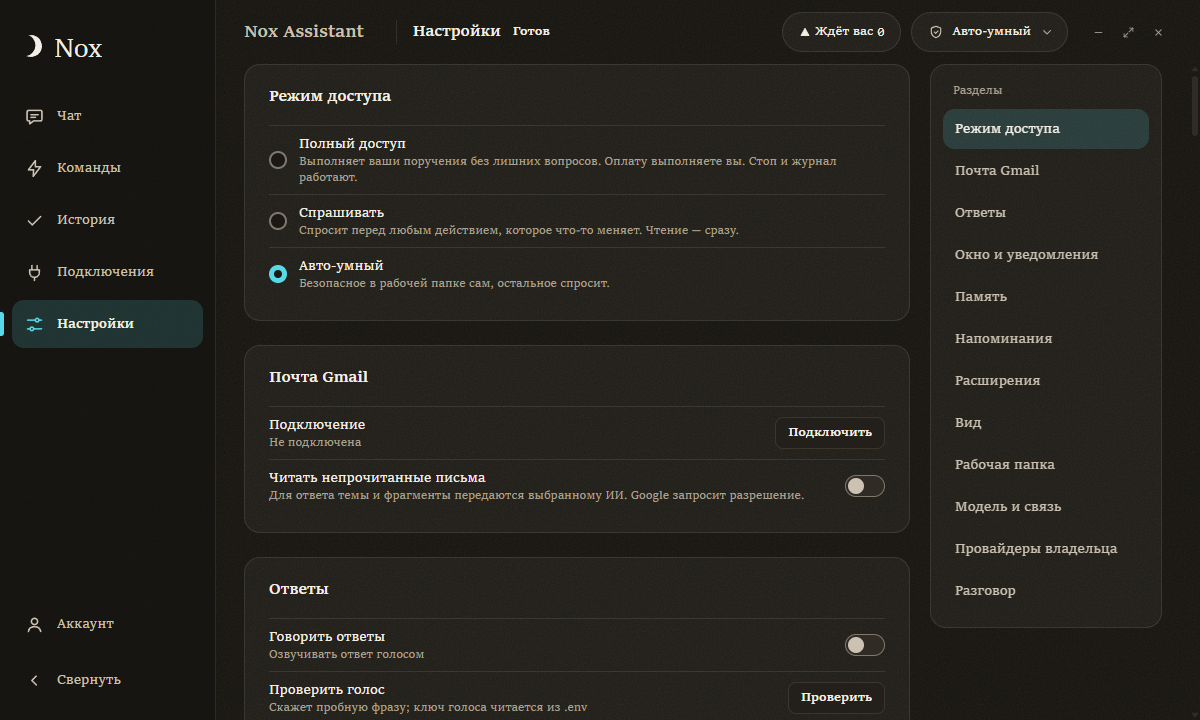 Nox
Чат
Команды
История
Подключения
Настройки
Аккаунт
Свернуть
Nox Assistant
Настройки
Готов
Ждёт вас 0
Авто-умный
Режим доступа
Полный доступ
Выполняет ваши поручения без лишних вопросов. Оплату выполняете вы. Стоп и журнал
работают.
Спрашивать
Спросит перед любым действием, которое что-то меняет. Чтение — сразу.
Авто-умный
Безопасное в рабочей папке сам, остальное спросит.
Почта Gmail
Подключение
Не подключена
Подключить
Читать непрочитанные письма
Для ответа темы и фрагменты передаются выбранному ИИ. Google запросит разрешение.
Ответы
Говорить ответы
Озвучивать ответ голосом
Проверить голос
Скажет пробную фразу; ключ голоса читается из .env
Проверить
Разделы
Режим доступа
Почта Gmail
Ответы
Окно и уведомления
Память
Напоминания
Расширения
Вид
Рабочая папка
Модель и связь
Провайдеры владельца
Разговор